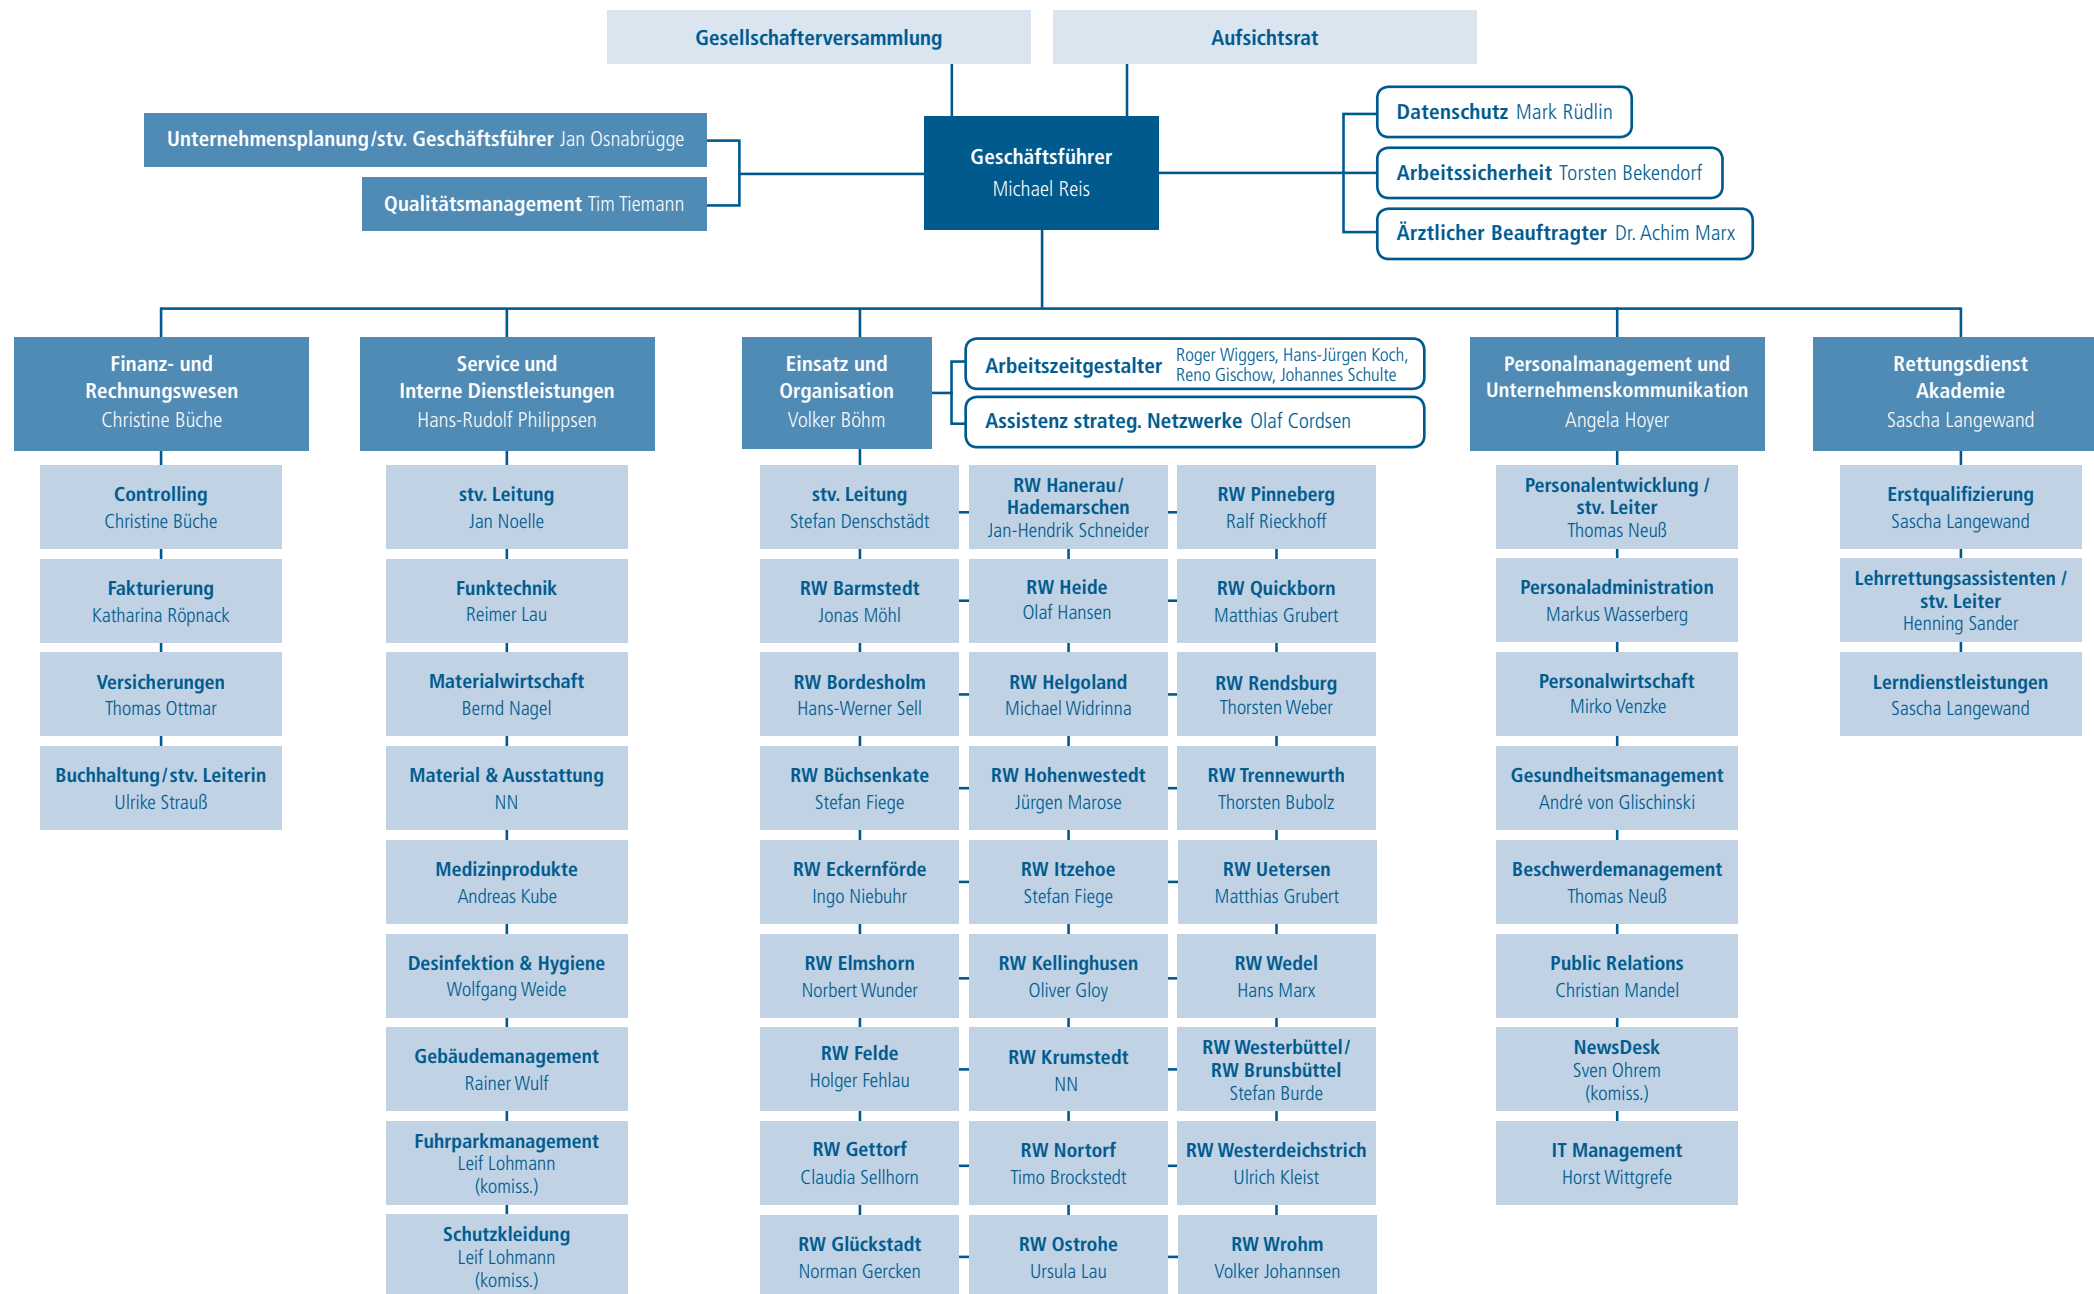 Gesellschafterversammlung
Aufsichtsrat
Unternehmensplanung/stv. Geschäftsführer Jan Osnabrügge
Qualitätsmanagement Tim Tiemann
Geschäftsführer
Michael Reis
Datenschutz Mark Rüdlin
Arbeitssicherheit Torsten Bekendorf
Ärztlicher Beauftragter Dr. Achim Marx
Finanz- und
Rechnungswesen
Christine Büche
Controlling
Christine Büche
Fakturierung
Katharina Röpnack
Versicherungen
Thomas Ottmar
Buchhaltung/stv. Leiterin
Ulrike Strauß
Service und
Interne Dienstleistungen
Hans-Rudolf Philippsen
stv. Leitung
Jan Noelle
Funktechnik
Reimer Lau
Materialwirtschaft
Bernd Nagel
Material & Ausstattung
NN
Medizinprodukte
Andreas Kube
Desinfektion & Hygiene
Wolfgang Weide
Gebäudemanagement
Rainer Wulf
Fuhrparkmanagement
Leif Lohmann
(komiss.)
Schutzkleidung
Leif Lohmann
(komiss.)
Einsatz und
Organisation
Volker Böhm
Arbeitszeitgestalter Roger Wiggers, Hans-Jürgen Koch,
Reno Gischow, Johannes Schulte
Assistenz strateg. Netzwerke Olaf Cordsen
stv. Leitung
Stefan Denschstädt
RW Barmstedt
Jonas Möhl
RW Bordesholm
Hans-Werner Sell
RW Büchsenkate
Stefan Fiege
RW Eckernförde
Ingo Niebuhr
RW Elmshorn
Norbert Wunder
RW Felde
Holger Fehlau
RW Gettorf
Claudia Sellhorn
RW Glückstadt
Norman Gercken
RW Hanerau/
Hademarschen
Jan-Hendrik Schneider
RW Heide
Olaf Hansen
RW Helgoland
Michael Widrinna
RW Hohenwestedt
Jürgen Marose
RW Itzehoe
Stefan Fiege
RW Kellinghusen
Oliver Gloy
RW Krumstedt
NN
RW Nortorf
Timo Brockstedt
RW Ostrohe
Ursula Lau
RW Pinneberg
Ralf Rieckhoff
RW Quickborn
Matthias Grubert
RW Rendsburg
Thorsten Weber
RW Trennewurth
Thorsten Bubolz
RW Uetersen
Matthias Grubert
RW Wedel
Hans Marx
RW Westerbüttel/
RW Brunsbüttel
Stefan Burde
RW Westerdeichstrich
Ulrich Kleist
RW Wrohm
Volker Johannsen
Personalmanagement und
Unternehmenskommunikation
Angela Hoyer
Personalentwicklung /
stv. Leiter
Thomas Neuß
Personaladministration
Markus Wasserberg
Personalwirtschaft
Mirko Venzke
Gesundheitsmanagement
André von Glischinski
Beschwerdemanagement
Thomas Neuß
Public Relations
Christian Mandel
NewsDesk
Sven Ohrem
(komiss.)
IT Management
Horst Wittgrefe
Rettungsdienst
Akademie
Sascha Langewand
Erstqualifizierung
Sascha Langewand
Lehrrettungsassistenten /
stv. Leiter
Henning Sander
Lerndienstleistungen
Sascha Langewand